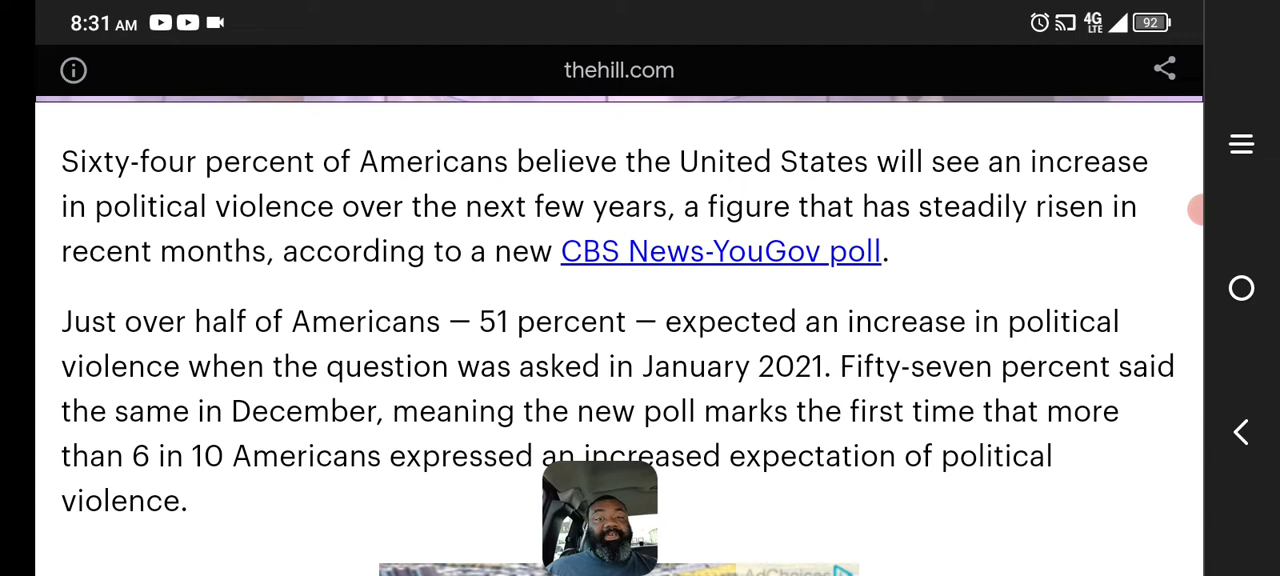 8:31 AM
4G
LTE
92
thehill.com
Sixty-four percent of Americans believe the United States will see an increase
in political violence over the next few years, a figure that has steadily risen in
recent months, according to a new CBS News-YouGov poll.
Just over half of Americans — 51 percent — expected an increase in political
violence when the question was asked in January 2021. Fifty-seven percent said
the same in December, meaning the new poll marks the first time that more
than 6 in 10 Americans expressed an increased expectation of political
violence.
AdChoices